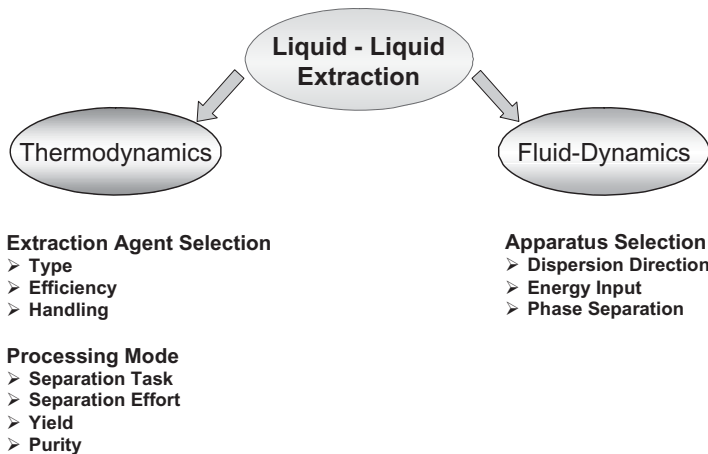 Liquid - Liquid
Extraction
Thermodynamics
Fluid-Dynamics
Extraction Agent Selection
➢ Type
➢ Efficiency
➢ Handling
Processing Mode
➢ Separation Task
➢ Separation Effort
➢ Yield
➢ Purity
Apparatus Selection
➢ Dispersion Direction
➢ Energy Input
➢ Phase Separation